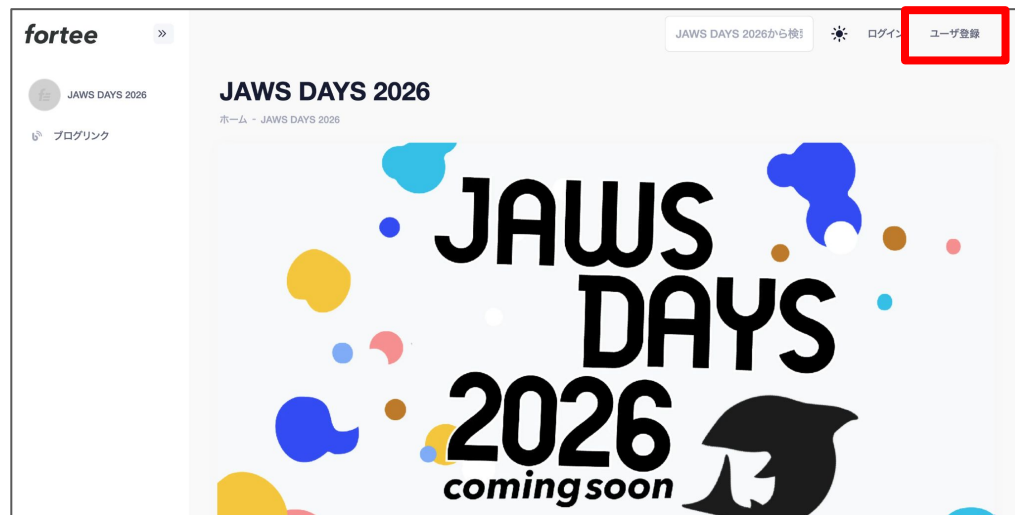 fortee
JAWS DAYS 2026から検
ログイン
ユーザ登録
JAWS DAYS 2026
ブログリンク
JAWS DAYS 2026
ホーム - JAWS DAYS 2026
JAWS
DAYS
2026
coming soon